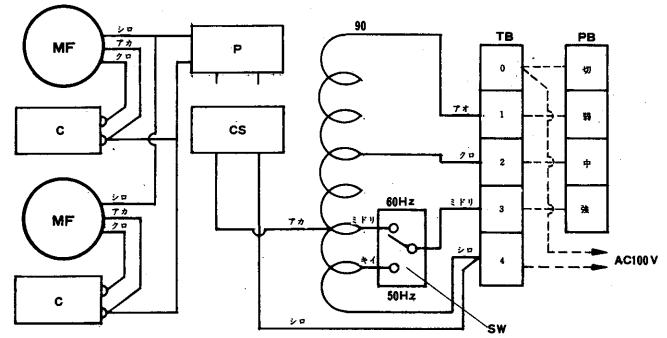 90
TB
PB
MF
シロ
アカ
クロ
P
0
切
C
CS
アオ
1
弱
クロ
2
中
60Hz
MF
シロ
アカ
クロ
アカ
ミドリ
ミドリ
3
強
キイ
シロ
4
AC100V
C
50Hz
シロ
SW